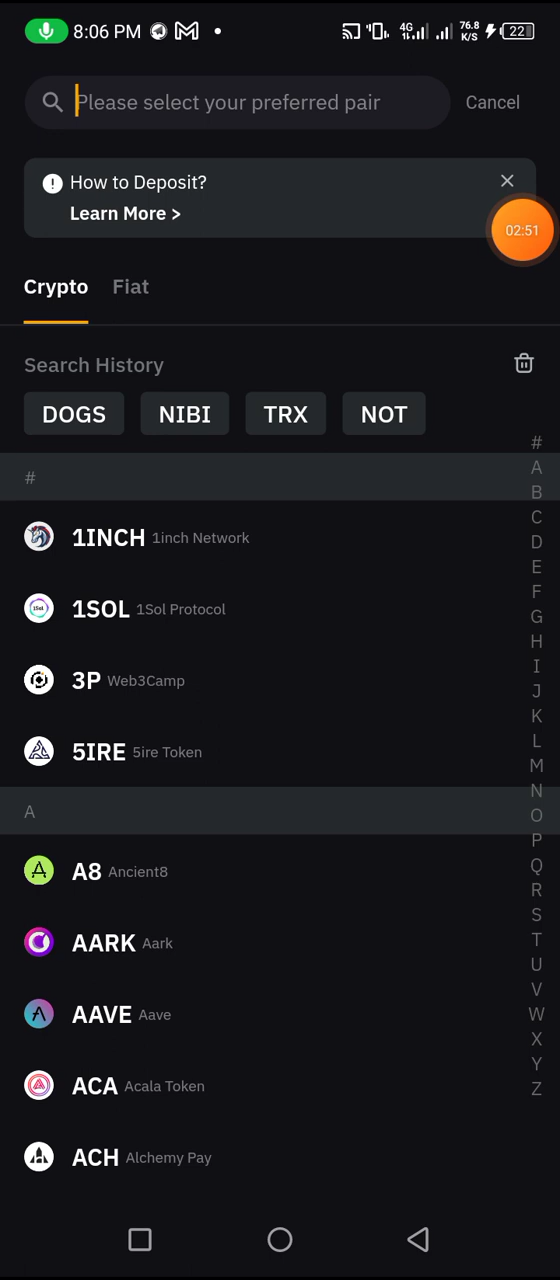 8:06 PM 4G 76.8 K/S 22
Please select your preferred pair Cancel
How to Deposit?
Learn More >
02:51
Crypto Fiat
Search History
DOGS NIBI TRX NOT
#
1INCH 1inch Network
1SOL 1Sol Protocol
3P Web3Camp
5IRE 5ire Token
A
A8 Ancient8
AARK Aark
AAVE Aave
ACA Acala Token
ACH Alchemy Pay
#
A
B
C
D
E
F
G
H
I
J
K
L
M
N
O
P
Q
R
S
T
U
V
W
X
Y
Z